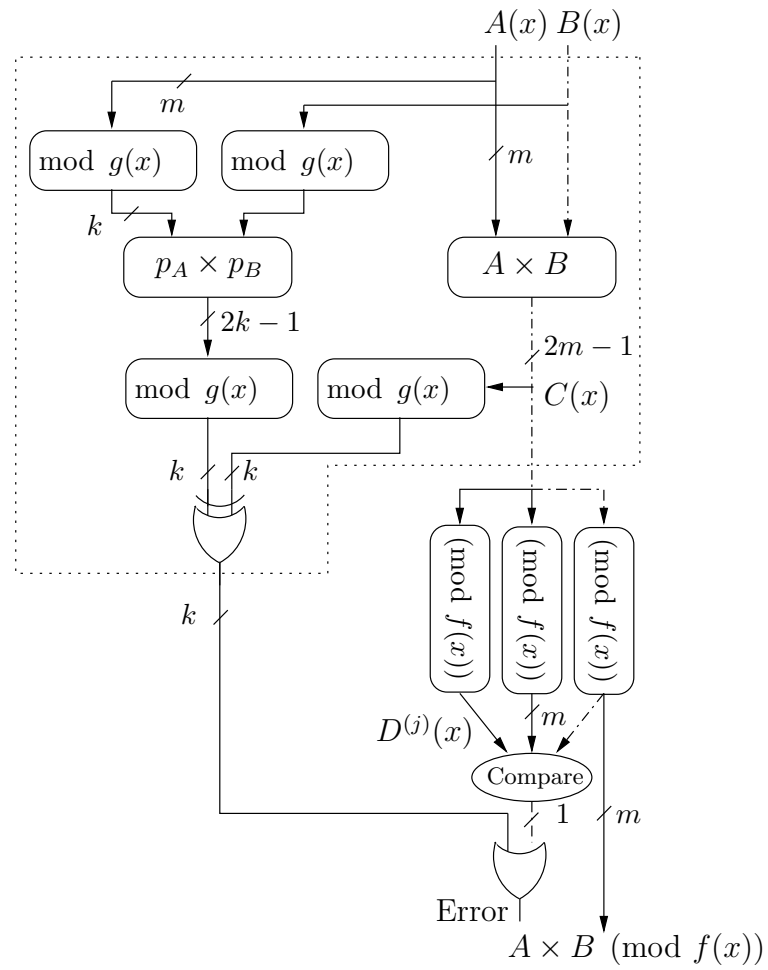 A(x) B(x)
m
m
mod g(x)
mod g(x)
k
p_A × p_B
A × B
2k − 1
2m − 1
mod g(x)
mod g(x)
C(x)
k
k
(mod f(x))
(mod f(x))
(mod f(x))
k
m
D^{(j)}(x)
Compare
1
m
Error
A × B (mod f(x))